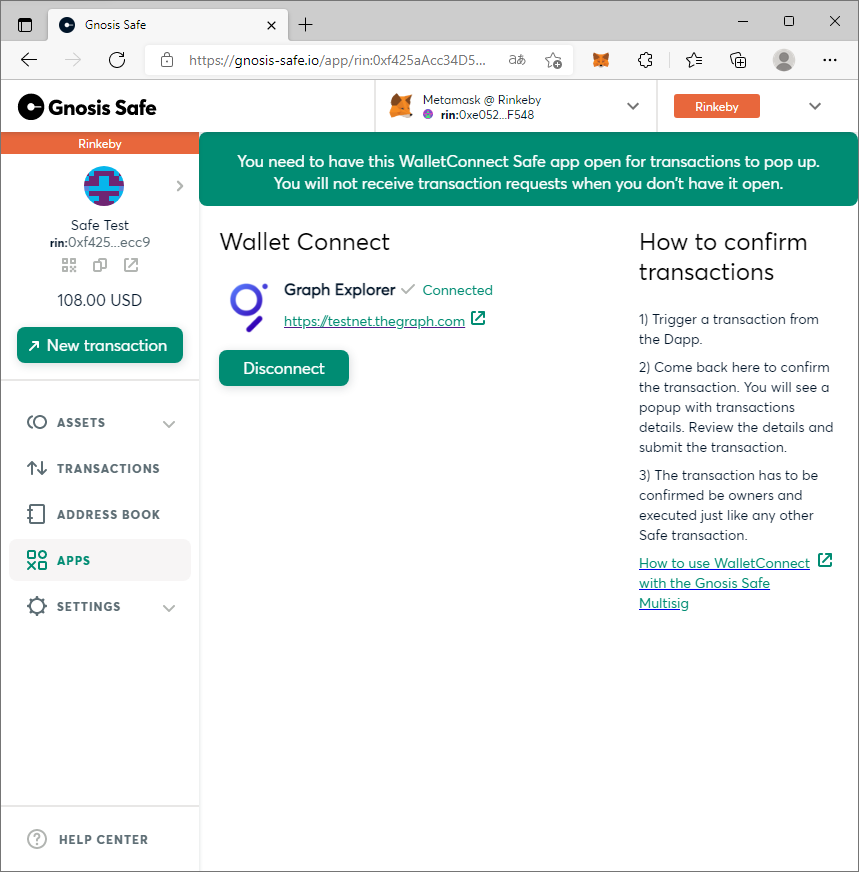 Gnosis Safe
https://gnosis-safe.io/app/rin:0xf425aAcc34D5...
aあ
Gnosis Safe
Metamask @ Rinkeby
rin:0xe052...F548
Rinkeby
Rinkeby
You need to have this WalletConnect Safe app open for transactions to pop up.
You will not receive transaction requests when you don't have it open.
Safe Test
rin:0xf425...ecc9
108.00 USD
New transaction
ASSETS
TRANSACTIONS
ADDRESS BOOK
APPS
SETTINGS
HELP CENTER
Wallet Connect
Graph Explorer Connected
https://testnet.thegraph.com
Disconnect
How to confirm
transactions
1) Trigger a transaction from
the Dapp.
2) Come back here to confirm
the transaction. You will see a
popup with transactions
details. Review the details and
submit the transaction.
3) The transaction has to be
confirmed be owners and
executed just like any other
Safe transaction.
How to use WalletConnect
with the Gnosis Safe
Multisig